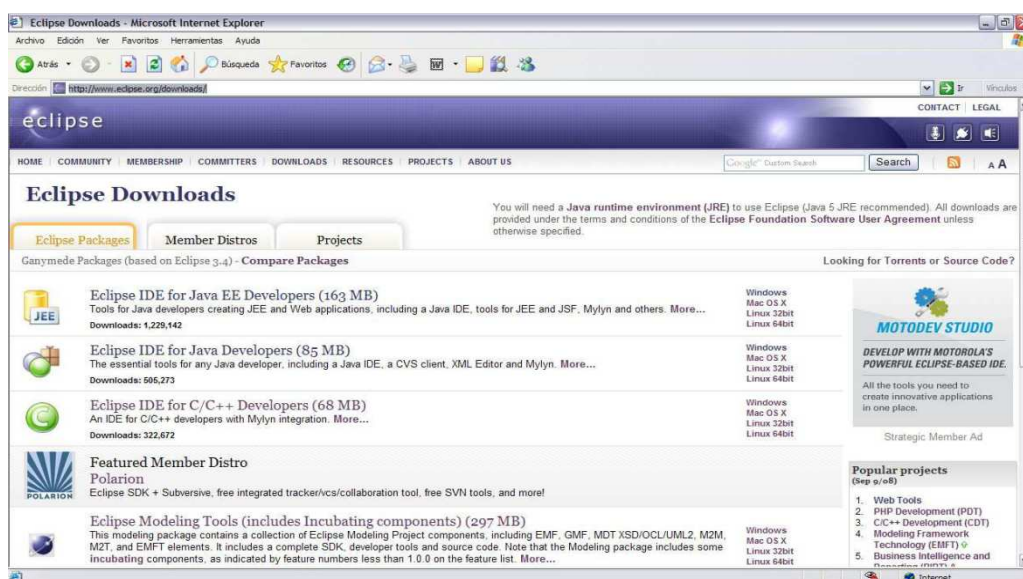 Eclipse Downloads - Microsoft Internet Explorer
Archivo Edición Ver Favoritos Herramientas Ayuda
Atrás Búsqueda Favoritos
Dirección http://www.eclipse.org/downloads/ Ir Vínculos
CONTACT LEGAL
eclipse
HOME COMMUNITY MEMBERSHIP COMMITTERS DOWNLOADS RESOURCES PROJECTS ABOUT US Google Custom Search Search A A
Eclipse Downloads
You will need a Java runtime environment (JRE) to use Eclipse (Java 5 JRE recommended). All downloads are
provided under the terms and conditions of the Eclipse Foundation Software User Agreement unless
otherwise specified.
Eclipse Packages Member Distros Projects
Ganymede Packages (based on Eclipse 3.4) - Compare Packages
Looking for Torrents or Source Code?
JEE
Eclipse IDE for Java EE Developers (163 MB)
Tools for Java developers creating JEE and Web applications, including a Java IDE, tools for JEE and JSF, Mylyn and others. More...
Downloads: 1,229,142
Windows
Mac OS X
Linux 32bit
Linux 64bit
Eclipse IDE for Java Developers (85 MB)
The essential tools for any Java developer, including a Java IDE, a CVS client, XML Editor and Mylyn. More...
Downloads: 505,273
Windows
Mac OS X
Linux 32bit
Linux 64bit
Eclipse IDE for C/C++ Developers (68 MB)
An IDE for C/C++ developers with Mylyn integration. More...
Downloads: 322,672
Windows
Mac OS X
Linux 32bit
Linux 64bit
POLARION
Featured Member Distro
Polarion
Eclipse SDK + Subversive, free integrated tracker/vcs/collaboration tool, free SVN tools, and more!
Eclipse Modeling Tools (includes Incubating components) (297 MB)
This modeling package contains a collection of Eclipse Modeling Project components, including EMF, GMF, MDT XSD/OCL/UML2, M2M,
M2T, and EMFT elements. It includes a complete SDK, developer tools and source code. Note that the Modeling package includes some
incubating components, as indicated by feature numbers less than 1.0.0 on the feature list. More...
Windows
Mac OS X
Linux 32bit
Linux 64bit
MOTODEV STUDIO
DEVELOP WITH MOTOROLA'S
POWERFUL ECLIPSE-BASED IDE.
All the tools you need to
create innovative applications
in one place.
Strategic Member Ad
Popular projects
(Sep 9/08)
1. Web Tools
2. PHP Development (PDT)
3. C/C++ Development (CDT)
4. Modeling Framework
Technology (EMFT)
5. Business Intelligence and
Internet